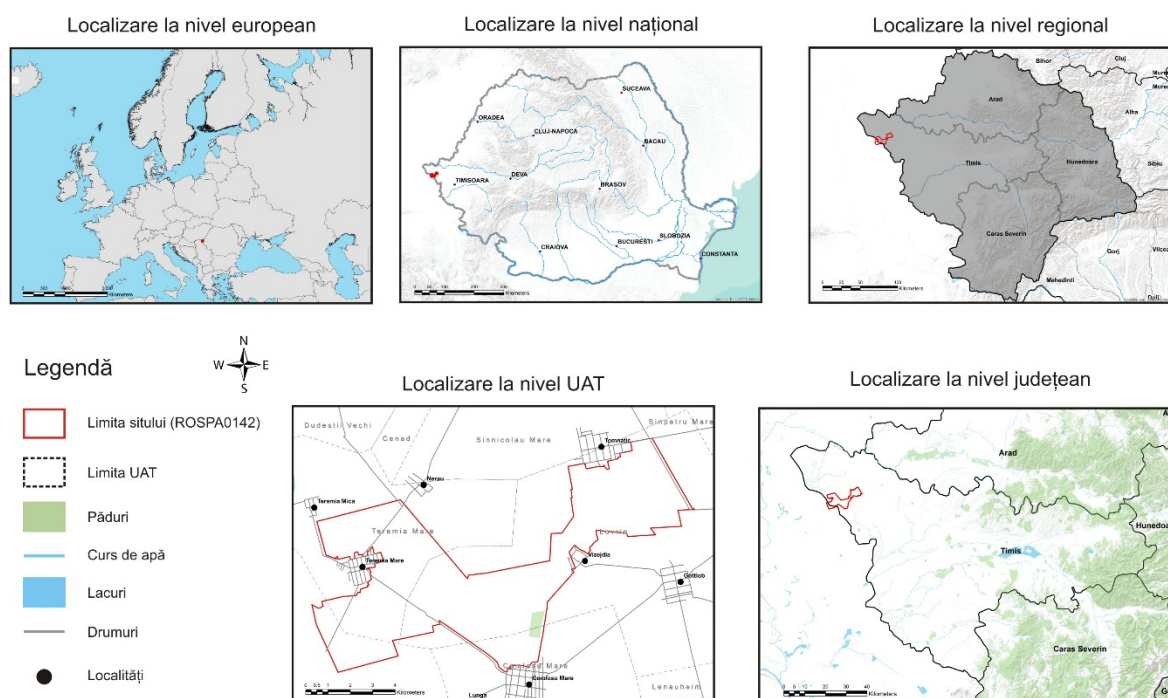 Localizare la nivel european
Localizare la nivel național
Localizare la nivel regional
Kilometers
SUCEAVA
ORADEA
CLUJ-NAPOCA
BACAU
TIMISOARA
DEVA
BRASOV
CRAIOVA
BUCURESTI
SLOBOZIA
CONSTANTA
Kilometers
Bihor
Cluj
Arad
Alba
Timis
Hunedoara
Sibiu
Caras Severin
Gorj
Mehedinti
Kilometers
Legendă
N
W
E
S
Limita sitului (ROSPA0142)
Limita UAT
Păduri
Curs de apă
Lacuri
Drumuri
Localități
Localizare la nivel UAT
Dudestii Vechi
Cenad
Sinnicolau Mare
Sinpetru Mare
Tomnatic
Nerau
Teremia Mica
Teremia Mare
Lovrin
Teremia Mare
Vizejdia
Gottlob
Comlosu Mare
Comlosu Mare
Lunga
Lenauheim
Kilometers
Localizare la nivel județean
Arad
Hunedoa
Timis
Caras Severin
Kilometers